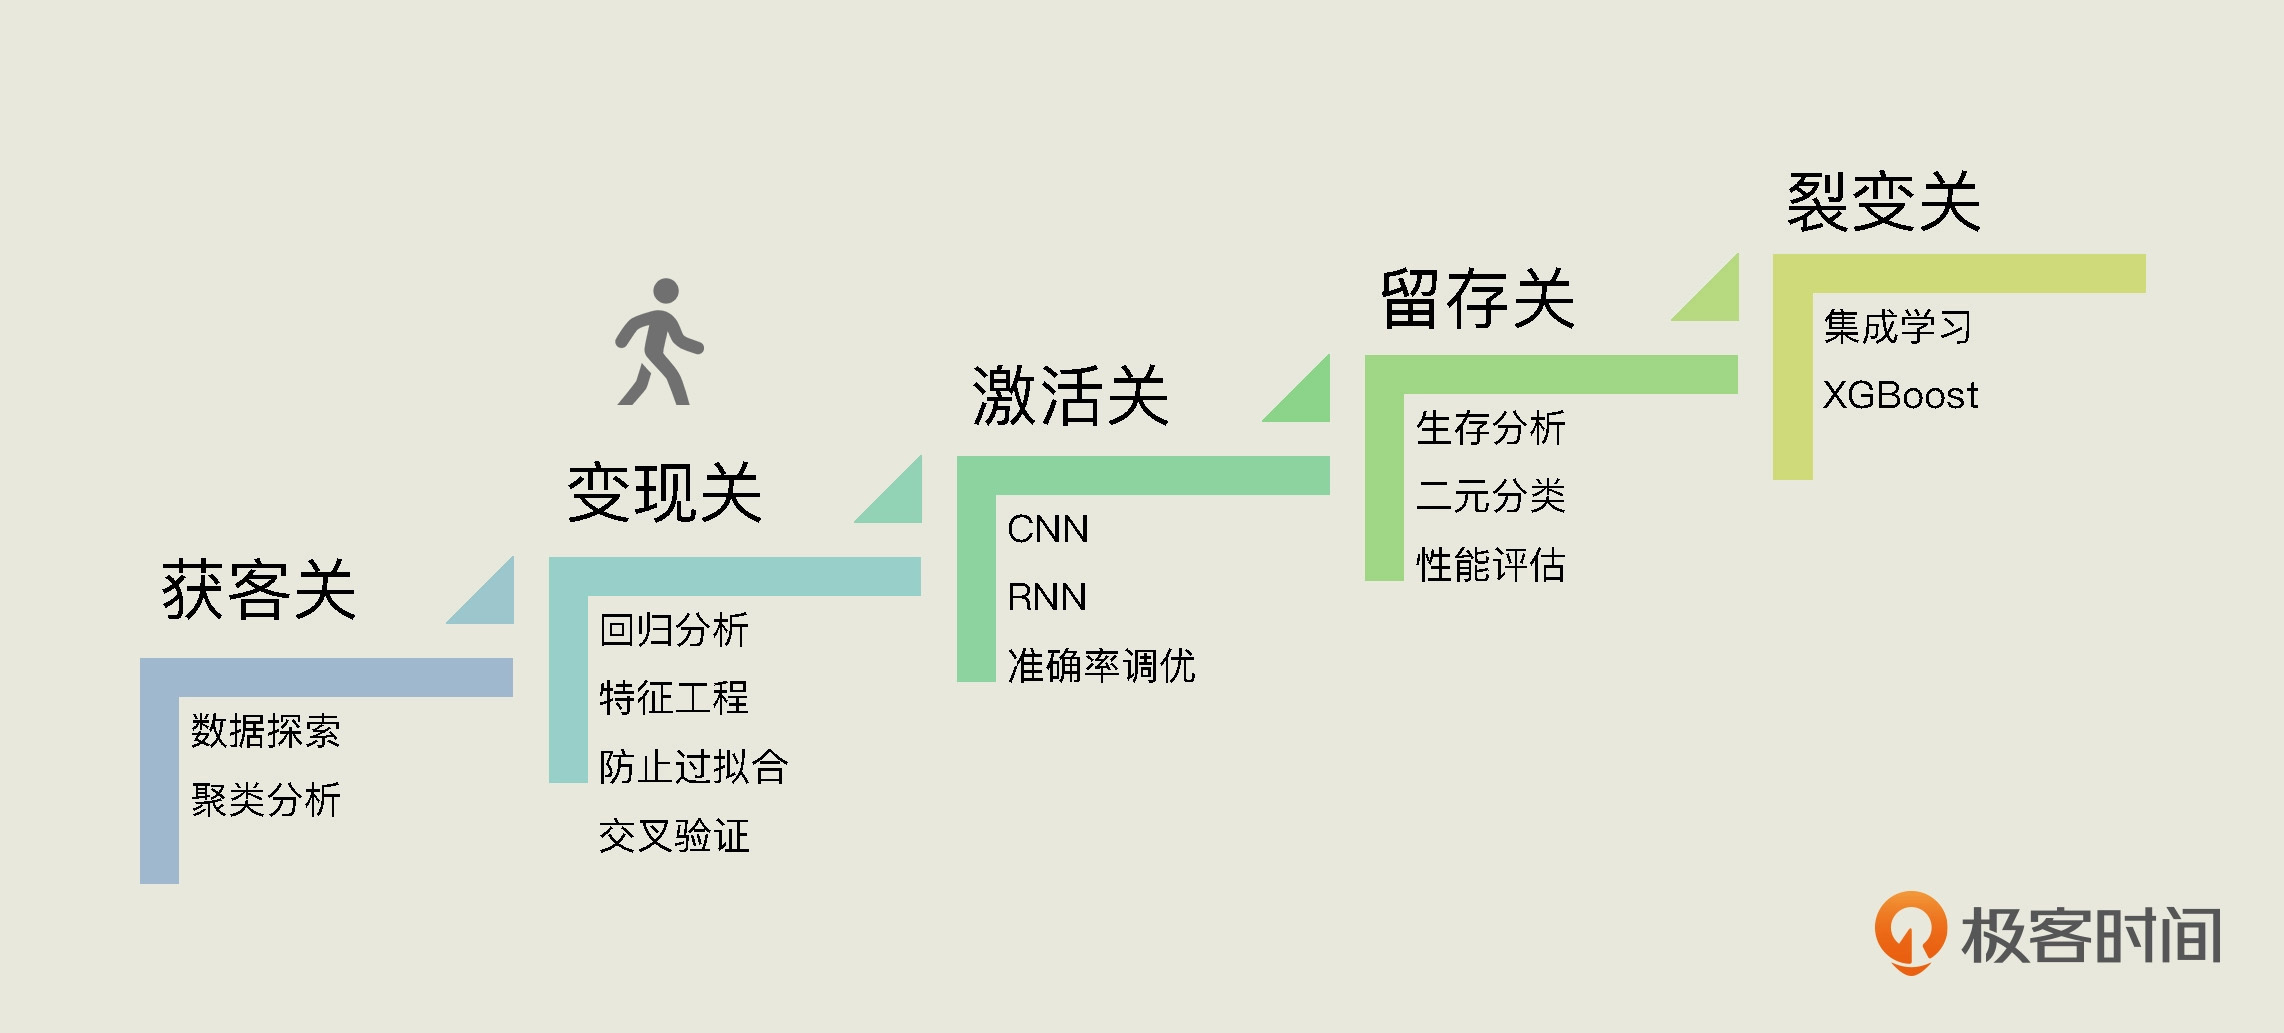 获客关
数据探索
聚类分析
变现关
回归分析
特征工程
防止过拟合
交叉验证
激活关
CNN
RNN
准确率调优
留存关
生存分析
二元分类
性能评估
裂变关
集成学习
XGBoost
极客时间